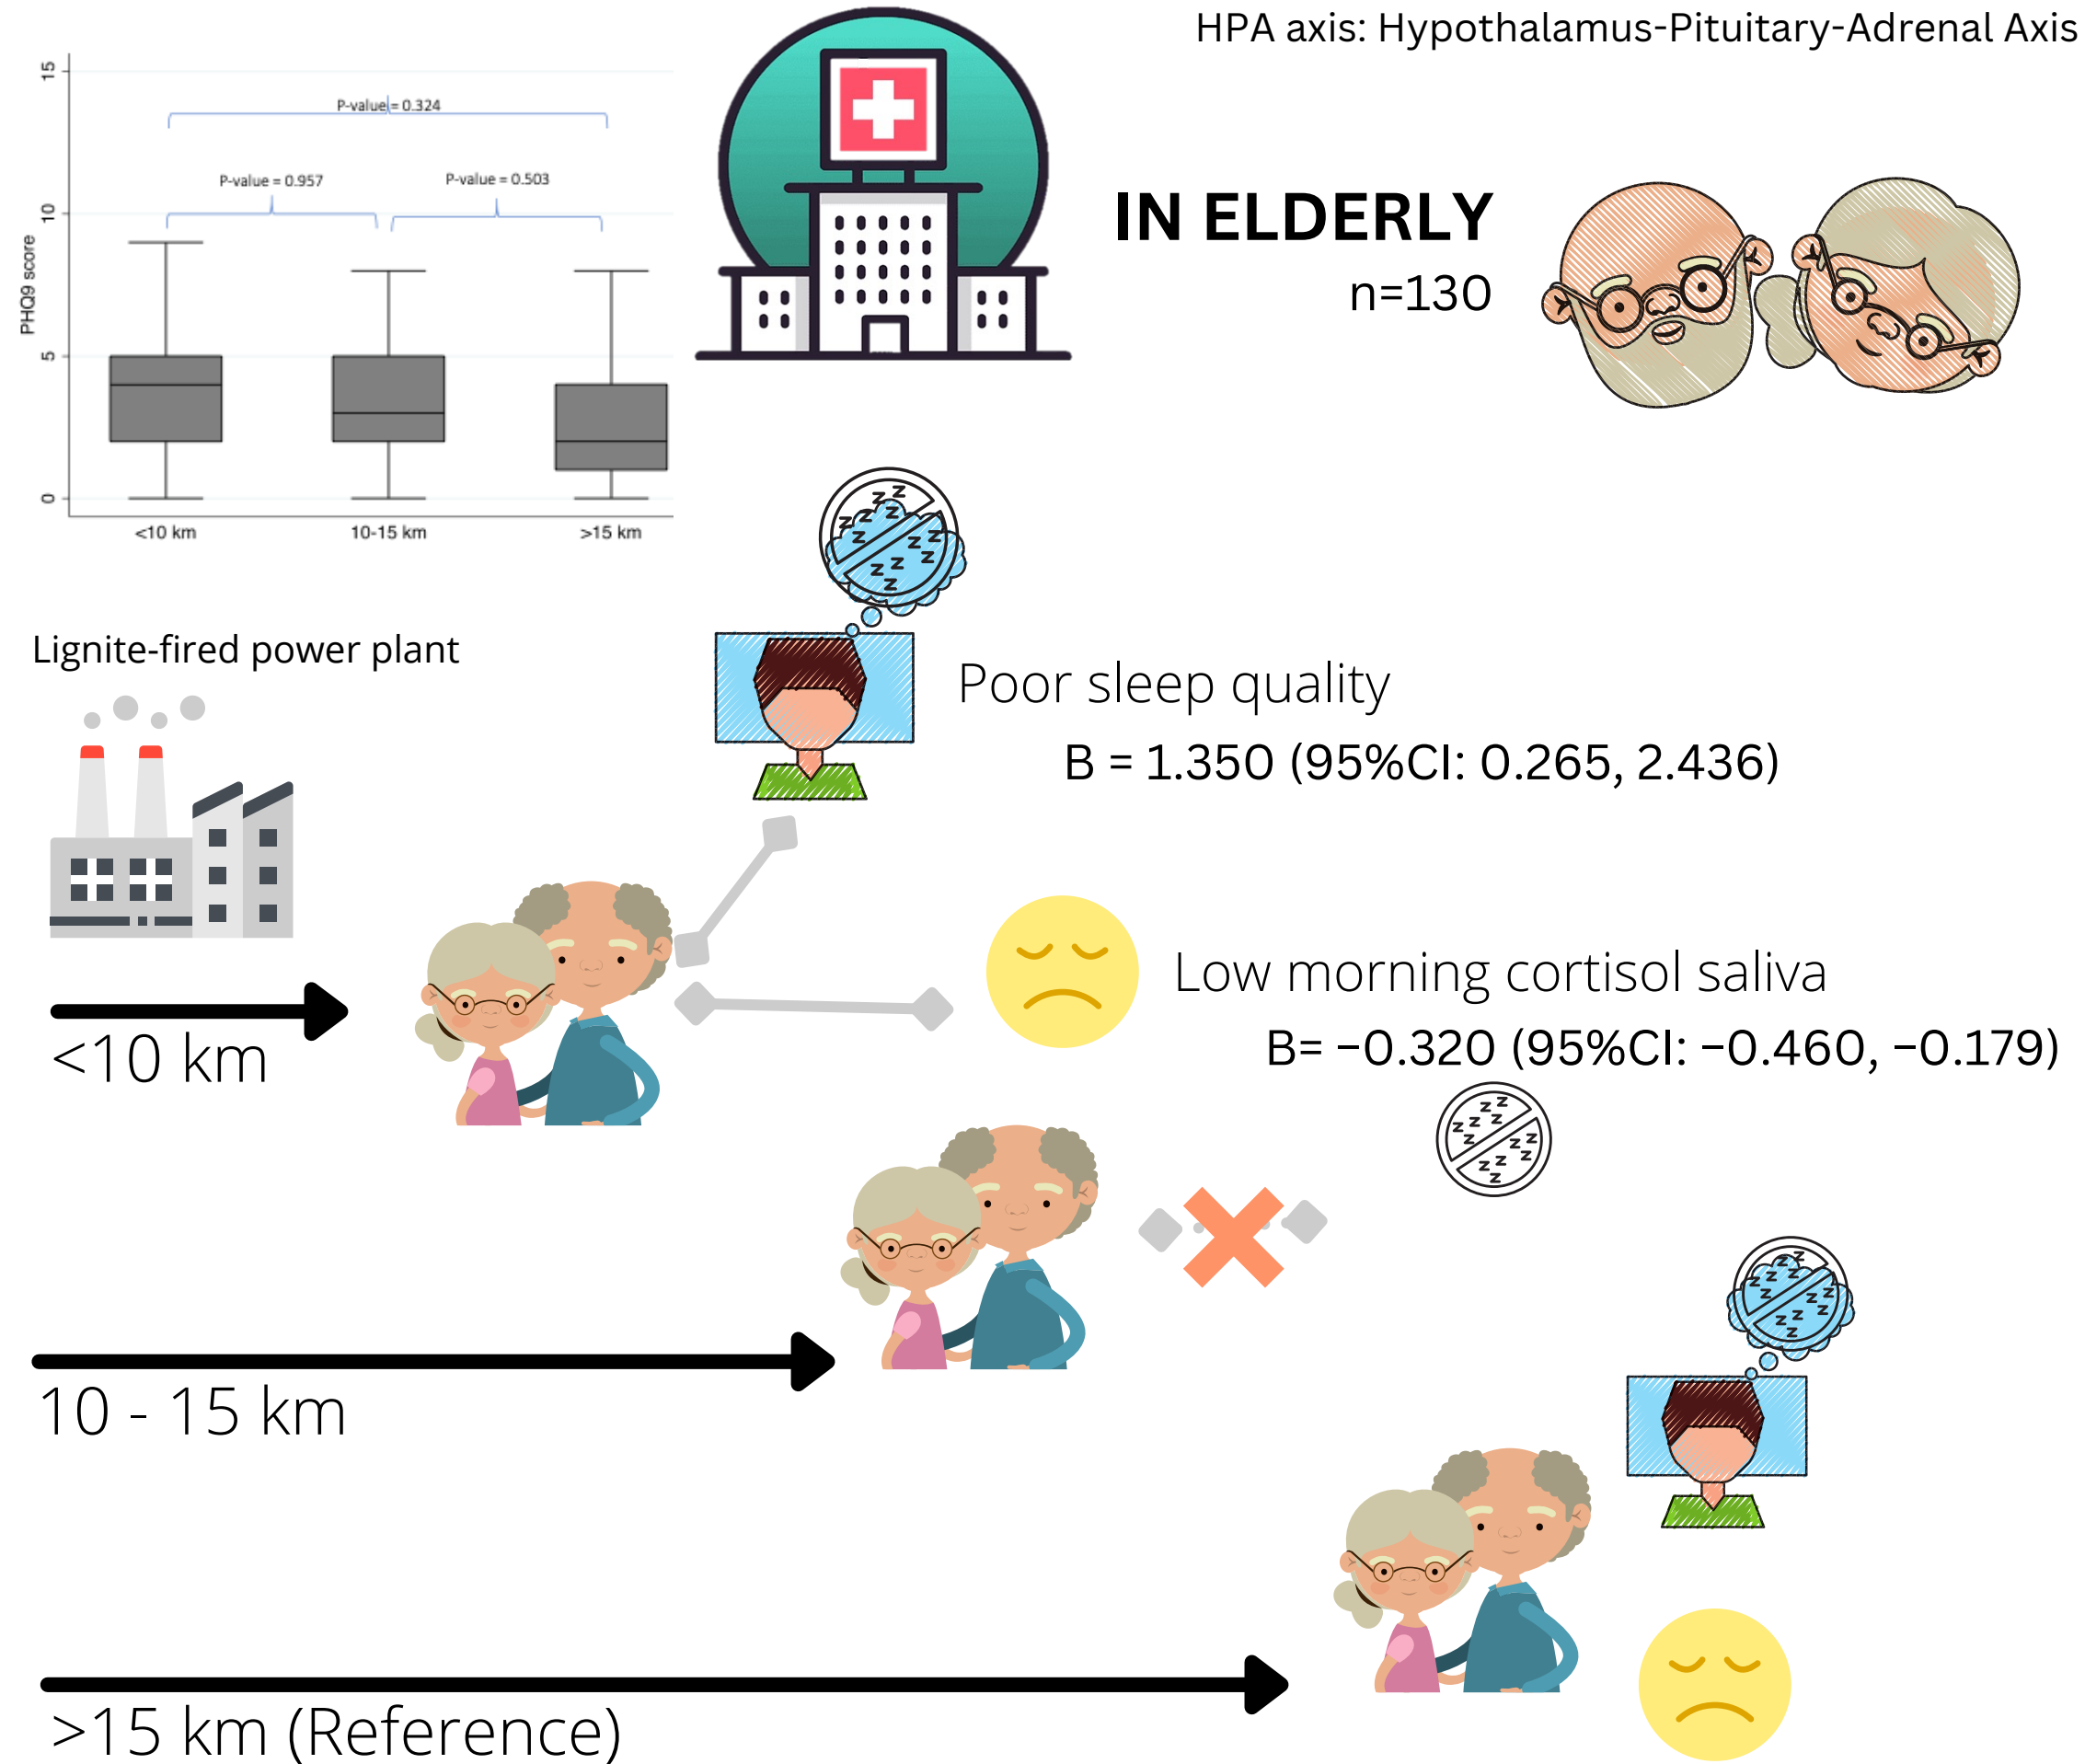 HPA axis: Hypothalamus-Pituitary-Adrenal Axis
15
P-value = 0.324
P-value = 0.957
P-value = 0.503
10
PHQ9 score
5
0
<10 km
10-15 km
>15 km
IN ELDERLY
n=130
z z
z z z
z z z
z z z
z
Lignite-fired power plant
Poor sleep quality
B = 1.350 (95%CI: 0.265, 2.436)
Low morning cortisol saliva
B= −0.320 (95%CI: −0.460, −0.179)
<10 km
z z
z z z
z z z
z z z
z
z
z z z
z z z
z z z
z
10 - 15 km
>15 km (Reference)